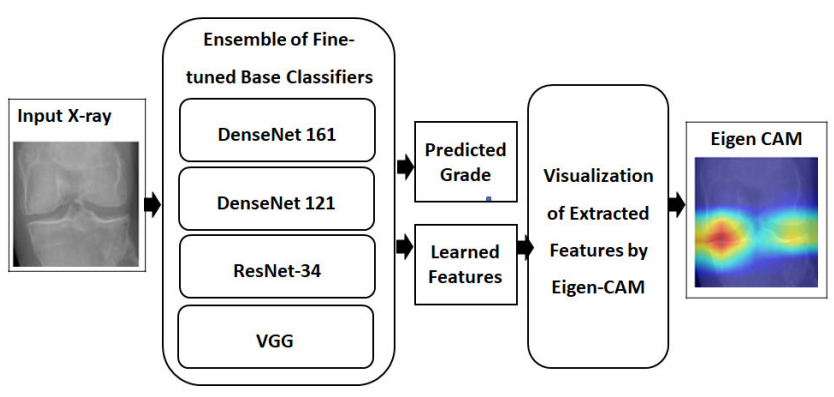 Input X-ray
Ensemble of Fine-
tuned Base Classifiers
DenseNet 161
DenseNet 121
ResNet-34
VGG
Predicted
Grade
Learned
Features
Visualization
of Extracted
Features by
Eigen-CAM
Eigen CAM